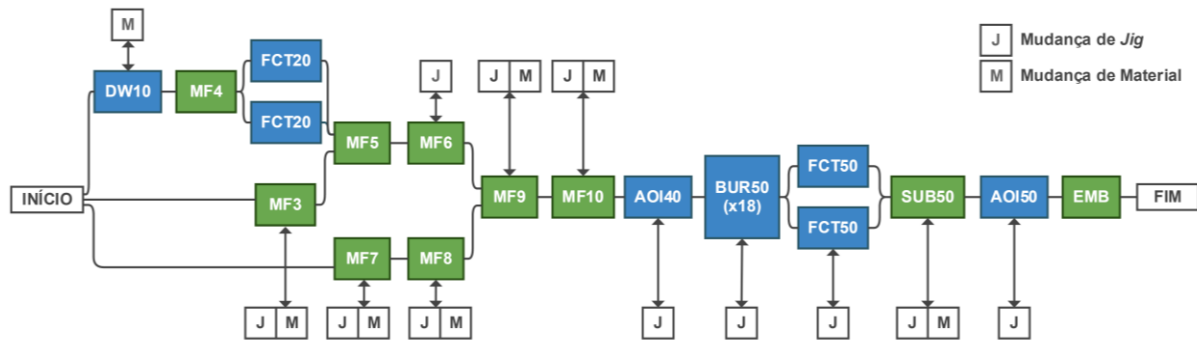 M
J Mudança de Jig
M Mudança de Material
FCT20
DW10
MF4
FCT20
J
J M
J M
MF5
MF6
INÍCIO
MF3
MF9
MF10
AOI40
BUR50
(x18)
FCT50
FCT50
SUB50
AOI50
EMB
FIM
MF7
MF8
J M
J M
J M
J
J
J
J M
J